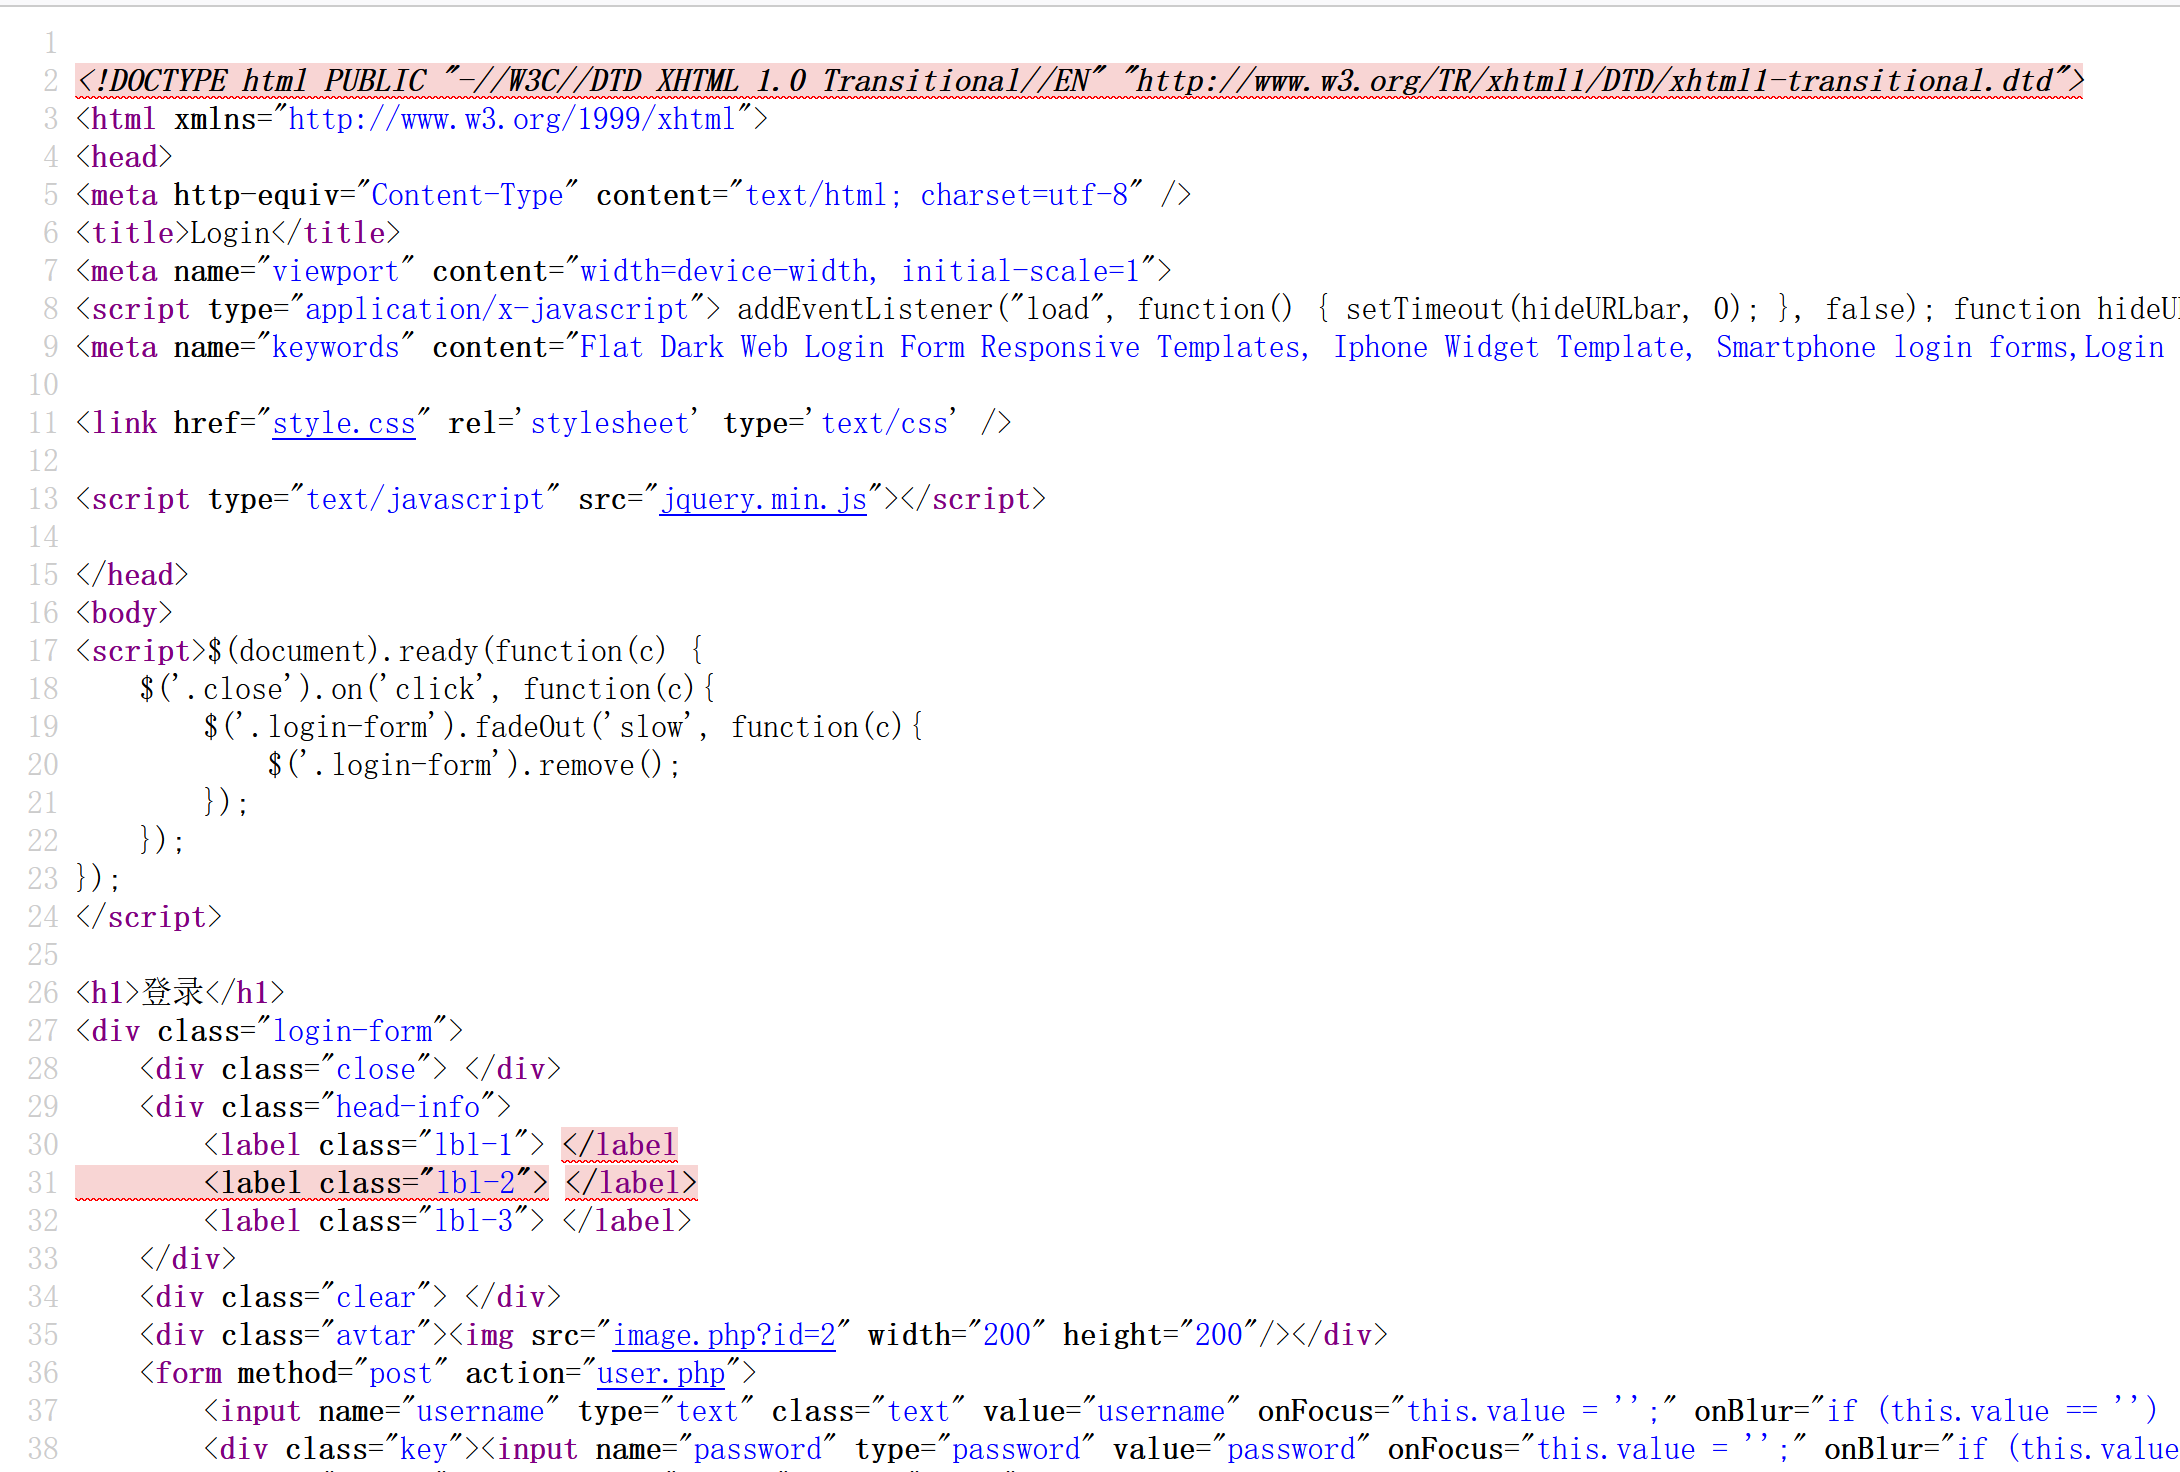 1
2 <!DOCTYPE html PUBLIC "-//W3C//DTD XHTML 1.0 Transitional//EN" "http://www.w3.org/TR/xhtml1/DTD/xhtml1-transitional.dtd">
3 <html xmlns="http://www.w3.org/1999/xhtml">
4 <head>
5 <meta http-equiv="Content-Type" content="text/html; charset=utf-8" />
6 <title>Login</title>
7 <meta name="viewport" content="width=device-width, initial-scale=1">
8 <script type="application/x-javascript"> addEventListener("load", function() { setTimeout(hideURLbar, 0); }, false); function hideU
9 <meta name="keywords" content="Flat Dark Web Login Form Responsive Templates, Iphone Widget Template, Smartphone login forms,Login
10
11 <link href="style.css" rel='stylesheet' type='text/css' />
12
13 <script type="text/javascript" src="jquery.min.js"></script>
14
15 </head>
16 <body>
17 <script>$(document).ready(function(c) {
18     $('.close').on('click', function(c){
19         $('.login-form').fadeOut('slow', function(c){
20             $('.login-form').remove();
21         });
22     });
23 });
24 </script>
25
26 <h1>登录</h1>
27 <div class="login-form">
28     <div class="close"> </div>
29     <div class="head-info">
30         <label class="lbl-1"> </label
31         <label class="lbl-2"> </label>
32         <label class="lbl-3"> </label>
33     </div>
34     <div class="clear"> </div>
35     <div class="avtar"><img src="image.php?id=2" width="200" height="200"/></div>
36     <form method="post" action="user.php">
37         <input name="username" type="text" class="text" value="username" onFocus="this.value = '';" onBlur="if (this.value == '')
38         <div class="key"><input name="password" type="password" value="password" onFocus="this.value = '';" onBlur="if (this.value